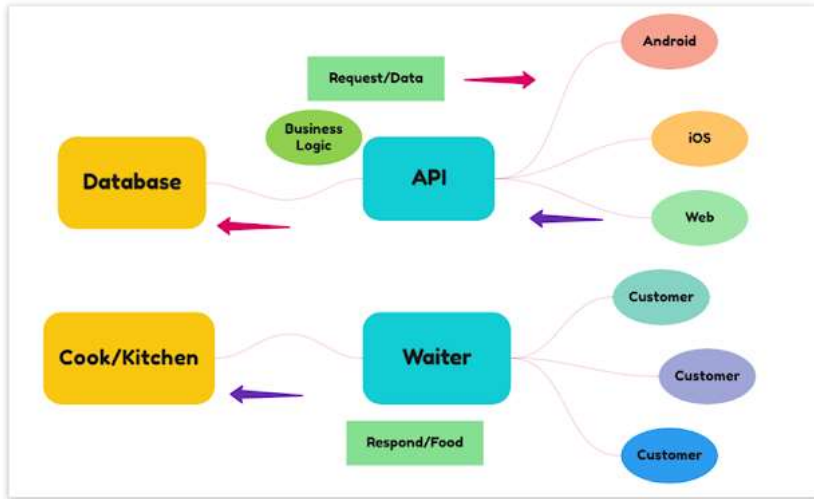 Android
Request/Data
Business
Logic
iOS
Database
API
Web
Customer
Cook/Kitchen
Waiter
Customer
Respond/Food
Customer